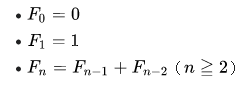 • F₀ = 0
• F₁ = 1
• Fₙ = Fₙ₋₁ + Fₙ₋₂（n ≧ 2）